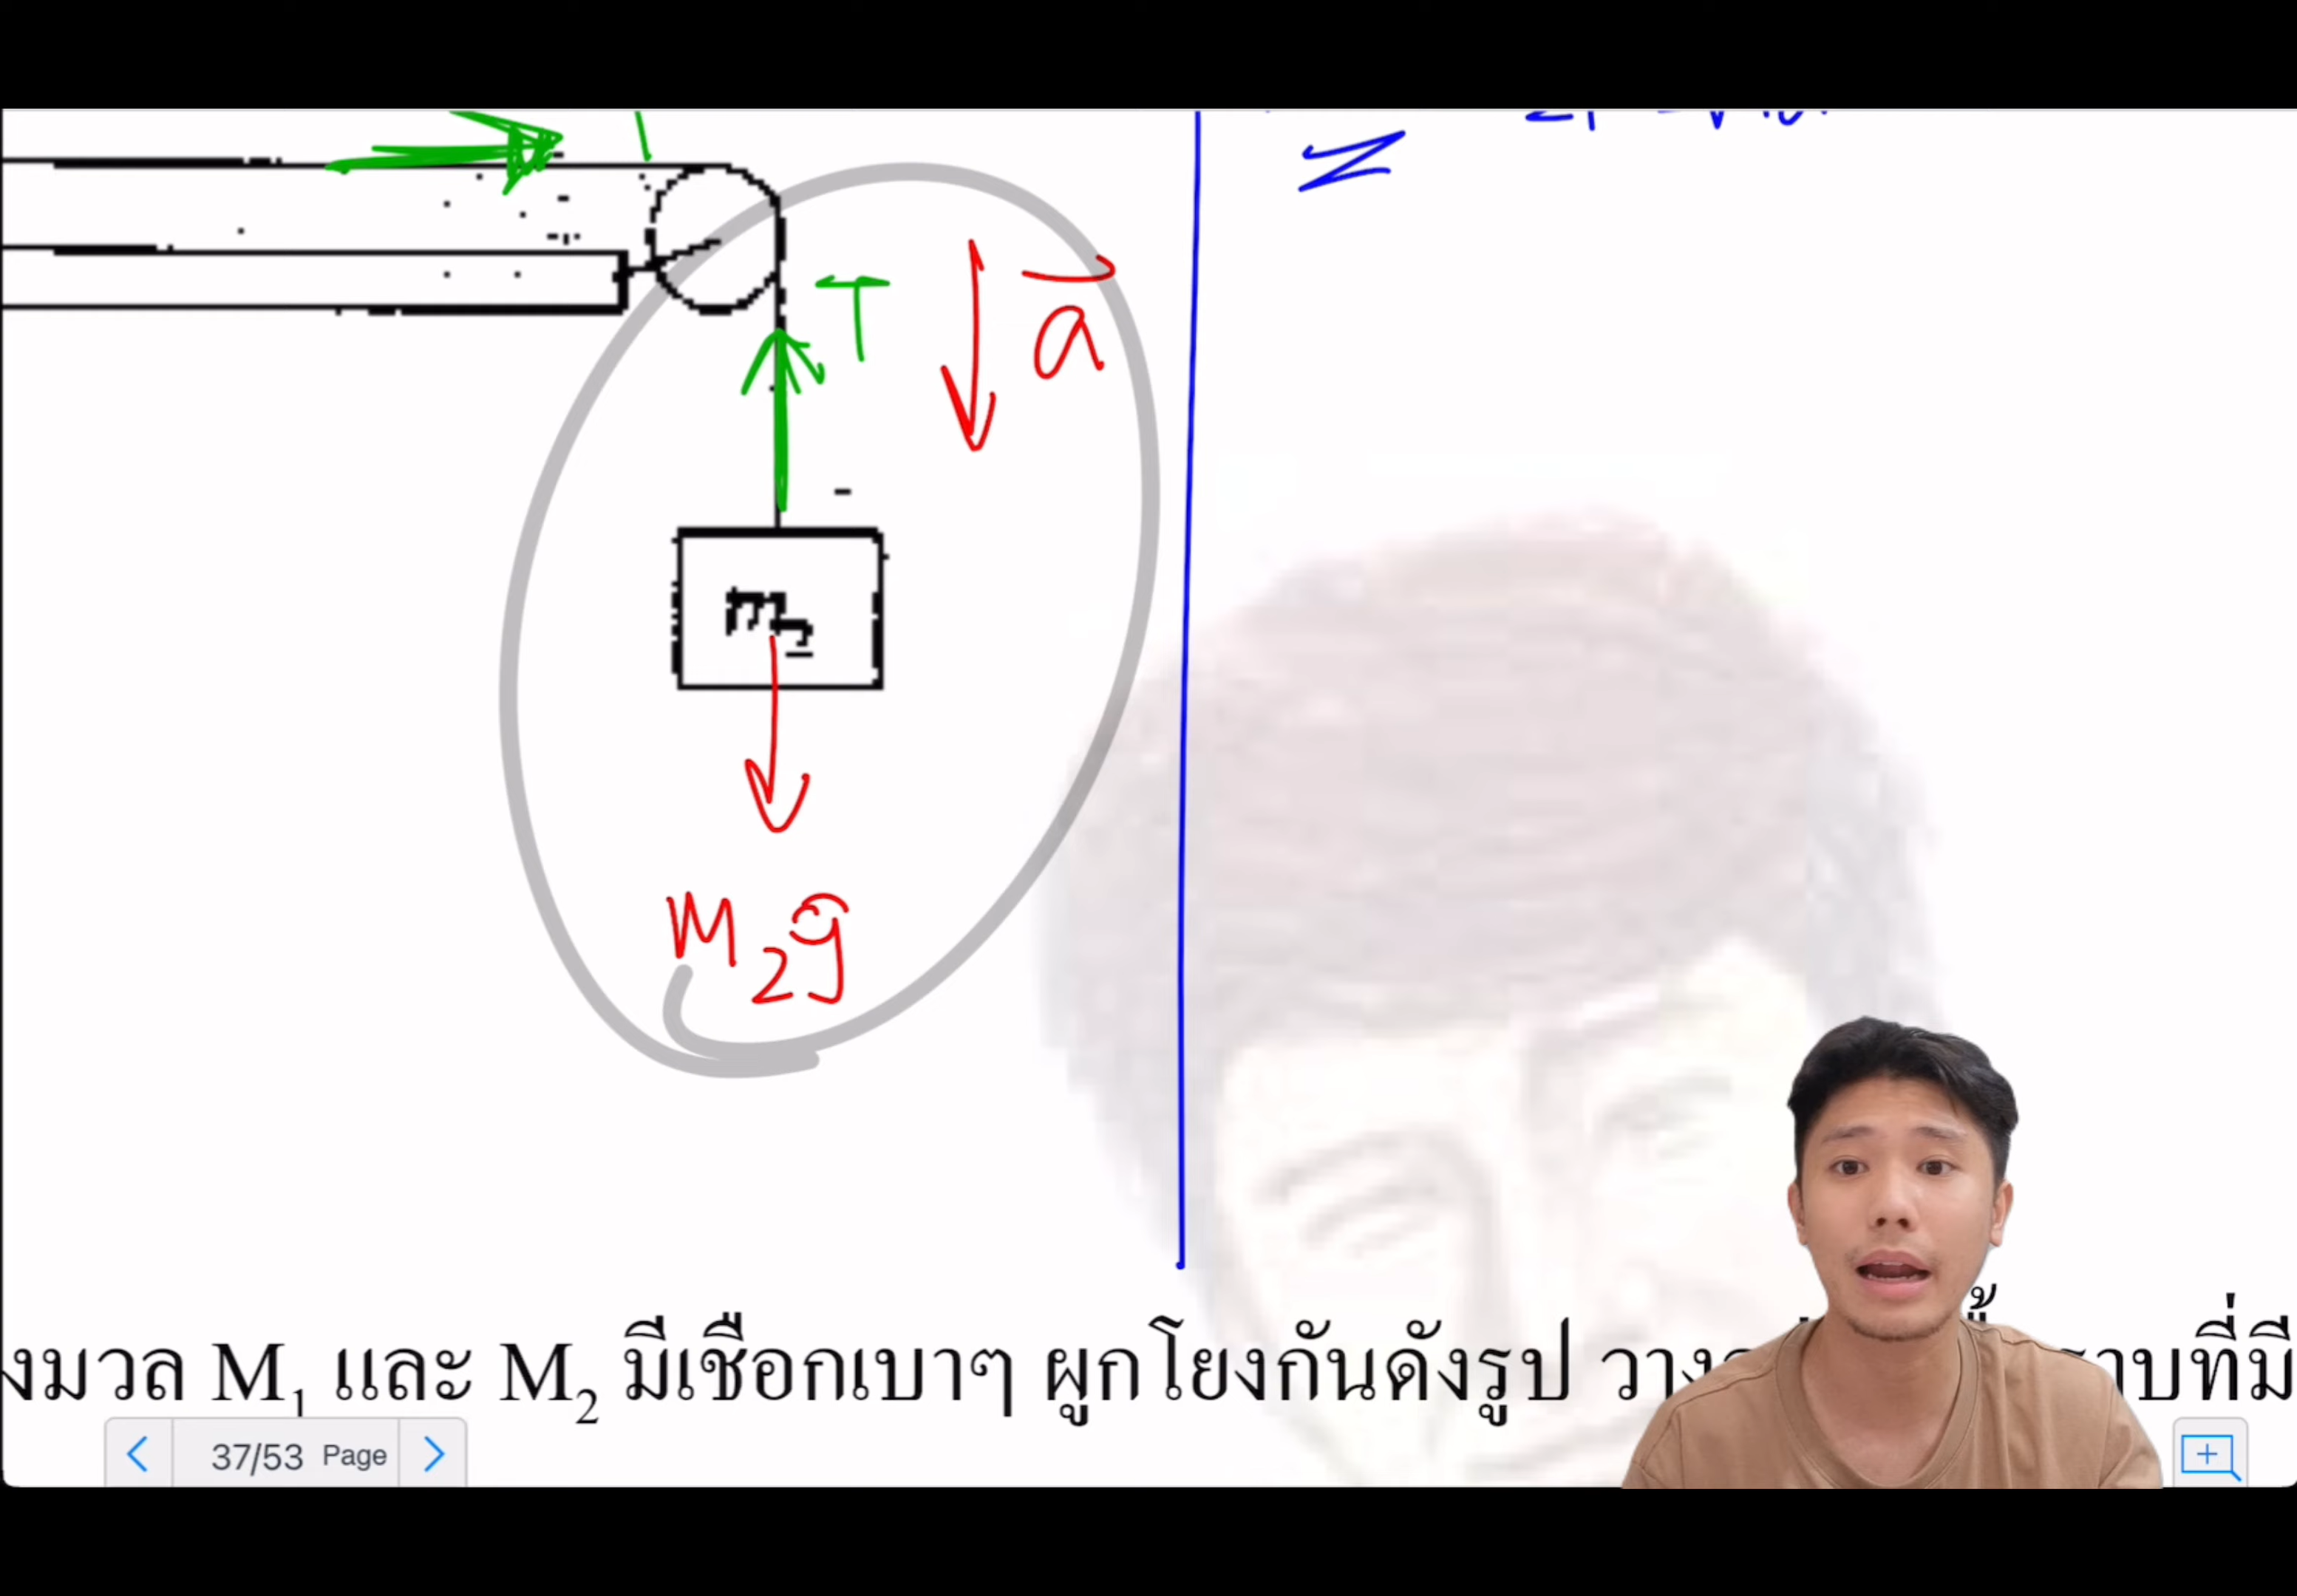 T
a
m2
M2g
งมวล M1 และ M2 มีเชือกเบาๆ ผูกโยงกันดังรูป วาง
ราบที่มี
37/53 Page